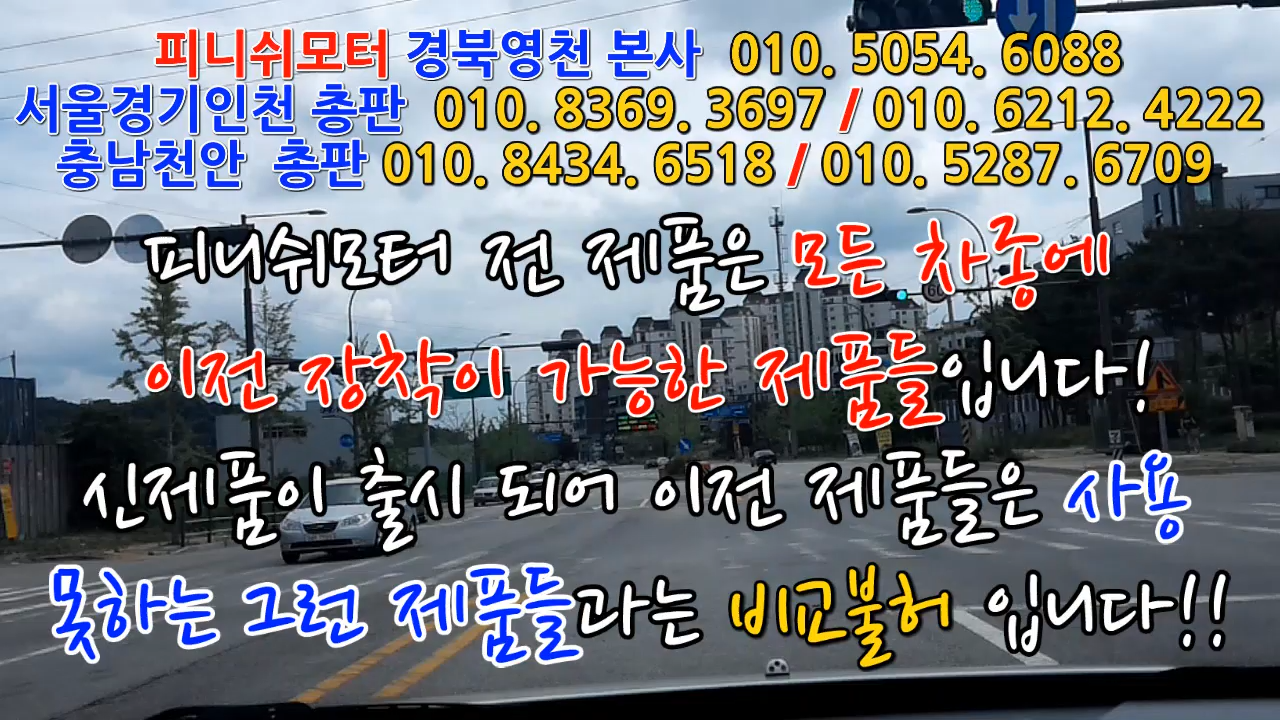 피니쉬모터 경북영천 본사 010. 5054. 6088
서울경기인천 총판 010. 8369. 3697 / 010. 6212. 4222
충남천안 총판 010. 8434. 6518 / 010. 5287. 6709
피니쉬모터 전 제품은 모든 차종에
이전 장착이 가능한 제품들입니다!
신제품이 출시 되어 이전 제품들은 사용
못하는 그런 제품들과는 비교불허 입니다!!
60